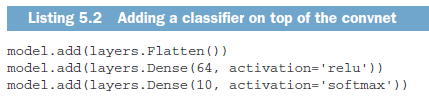 Listing 5.2 Adding a classifier on top of the convnet
model.add(layers.Flatten())
model.add(layers.Dense(64, activation='relu'))
model.add(layers.Dense(10, activation='softmax'))